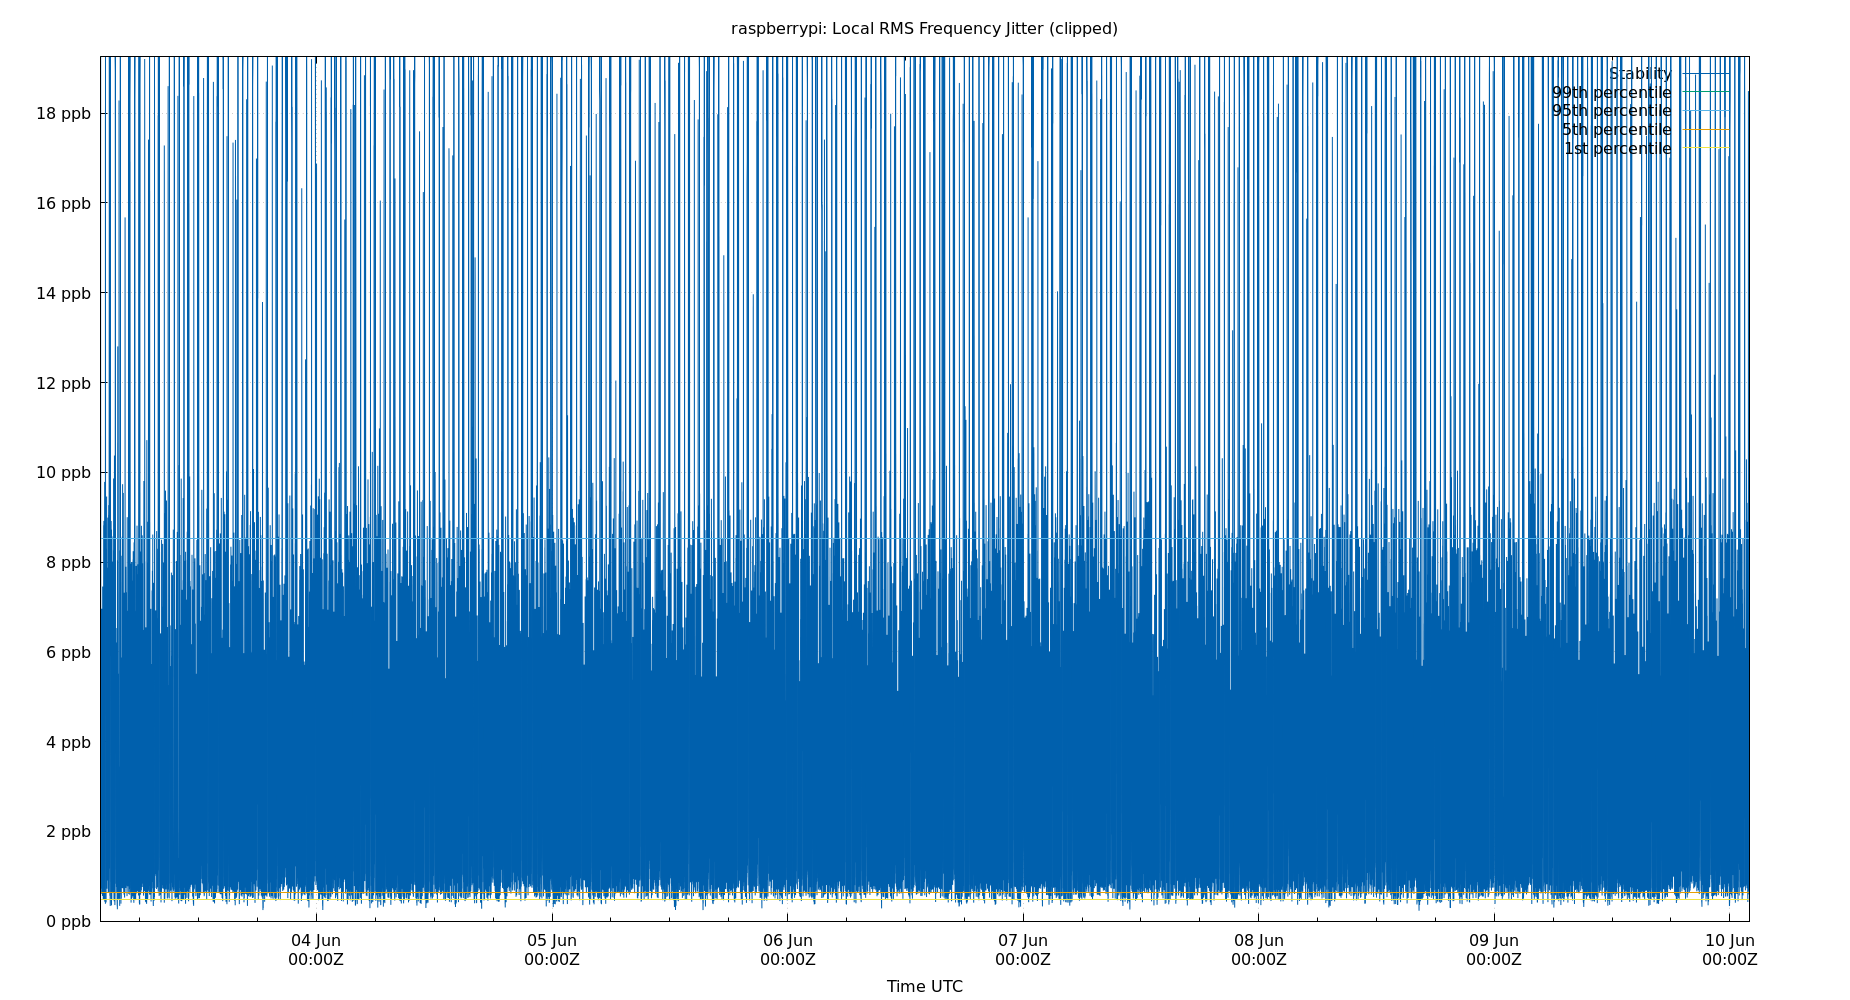 raspberrypi: Local RMS Frequency Jitter (clipped)
Stability
99th percentile
95th percentile
5th percentile
1st percentile
18 ppb
16 ppb
14 ppb
12 ppb
10 ppb
8 ppb
6 ppb
4 ppb
2 ppb
0 ppb
04 Jun 05 Jun 06 Jun 07 Jun 08 Jun 09 Jun 10 Jun
00:00Z 00:00Z 00:00Z 00:00Z 00:00Z 00:00Z 00:00Z
Time UTC